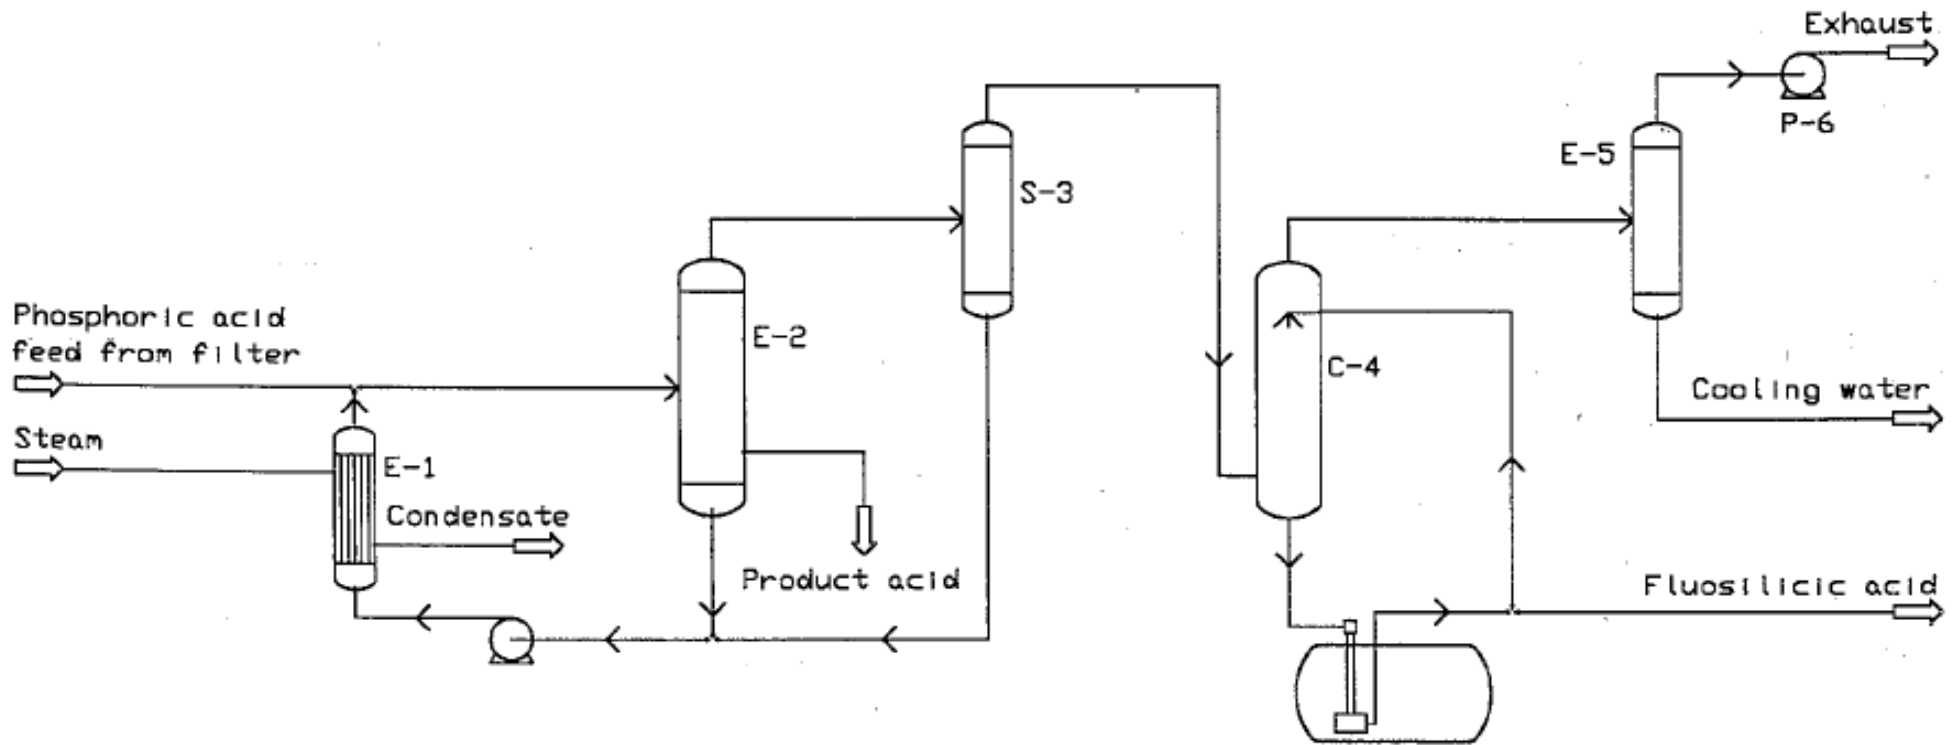 Exhaust
P-6
E-5
S-3
Phosphoric acid
feed from filter
E-2
C-4
Cooling water
Steam
E-1
Condensate
Product acid
Fluosilicic acid